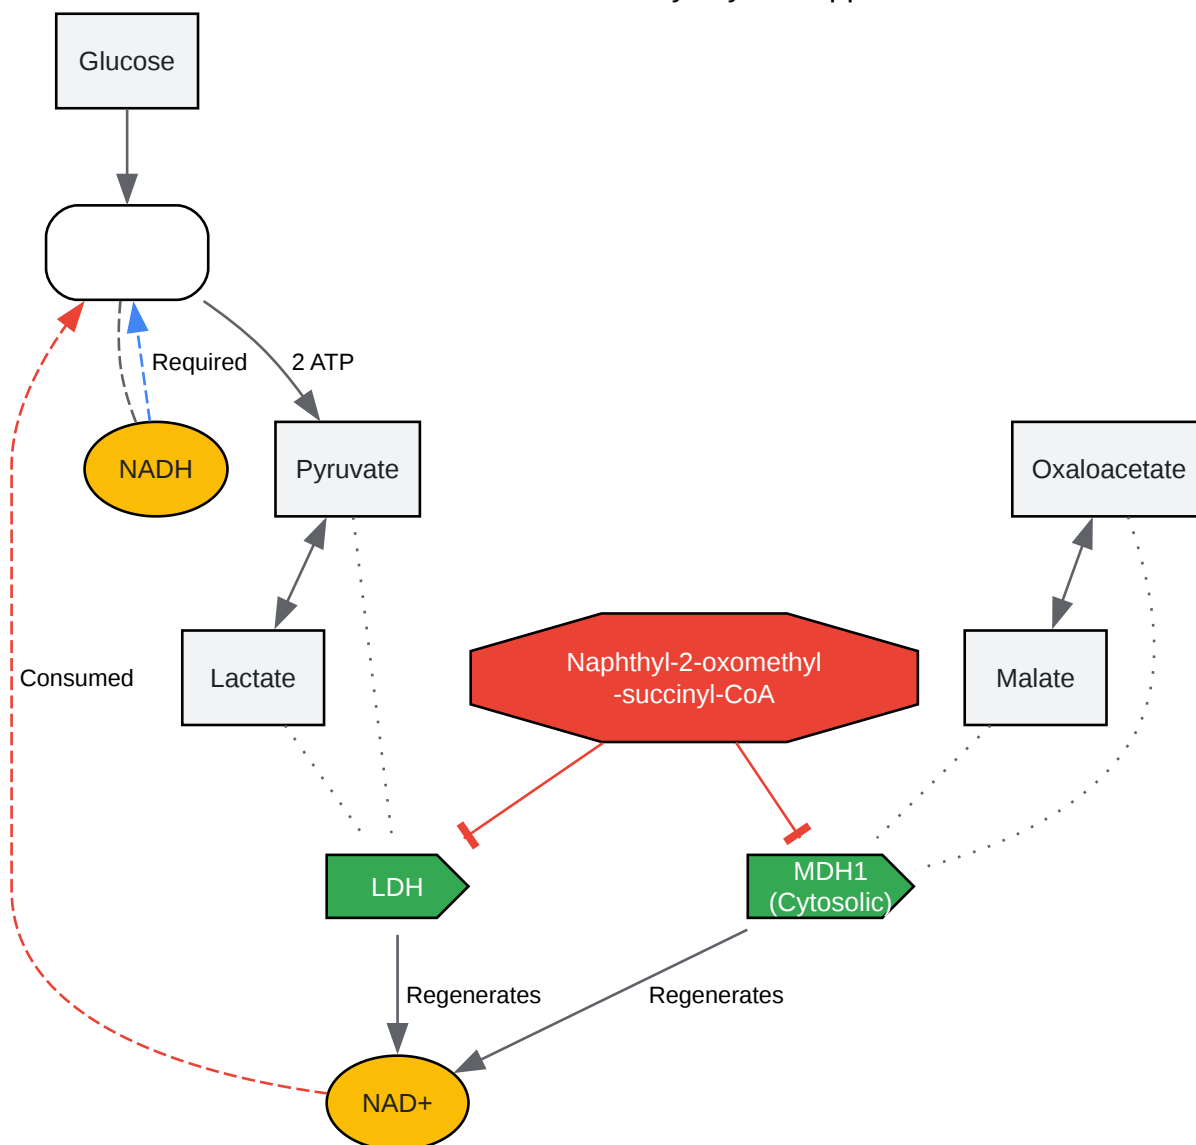 Glucose
Required
2 ATP
NADH
Pyruvate
Oxaloacetate
Consumed
Lactate
Naphthyl-2-oxomethyl
-succinyl-CoA
Malate
LDH
MDH1
(Cytosolic)
Regenerates
Regenerates
NAD+